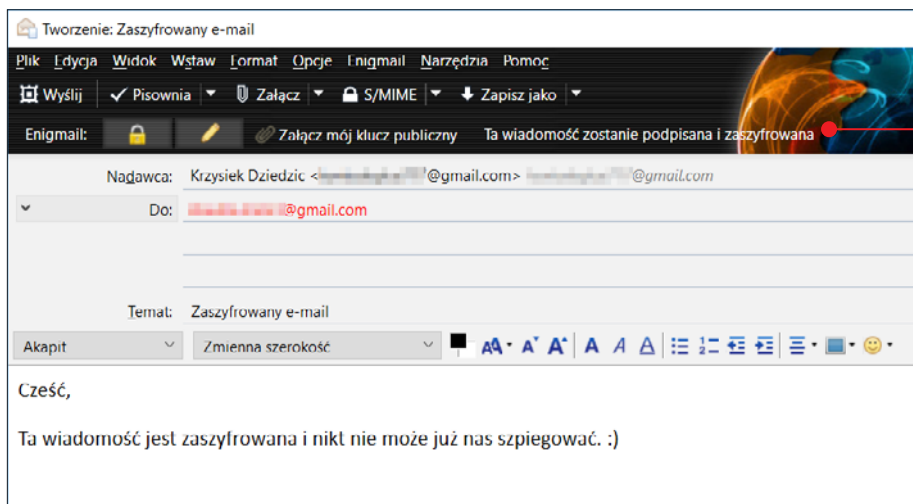 Tworzenie: Zaszyfrowany e-mail
Plik Edycja Widok Wstaw Format Opcje Enigmail Narzędzia Pomoc
Wyślij Pisownia Załącz S/MIME Zapisz jako
Enigmail: Załącz mój klucz publiczny Ta wiadomość zostanie podpisana i zaszyfrowana
Nadawca: Krzysiek Dziedzic < @gmail.com> @gmail.com
Do: @gmail.com
Temat: Zaszyfrowany e-mail
Akapit Zmienna szerokość
Cześć,
Ta wiadomość jest zaszyfrowana i nikt nie może już nas szpiegować. :)